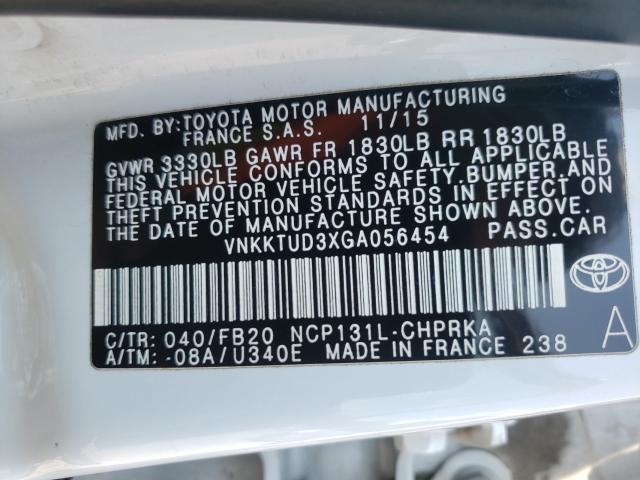 MFD. BY: TOYOTA MOTOR MANUFACTURING
FRANCE S.A.S. 11/15
GVWR 3330LB GAWR FR 1830LB RR 1830LB
THIS VEHICLE CONFORMS TO ALL APPLICABLE
FEDERAL MOTOR VEHICLE SAFETY, BUMPER, AND
THEFT PREVENTION STANDARDS IN EFFECT ON
THE DATE OF MANUFACTURE SHOWN ABOVE.
VNKKTUD3XGA056454 PASS.CAR
C/TR: 040/FB20 NCP131L-CHPRKA
A/TM: -08A/U340E MADE IN FRANCE 238
A